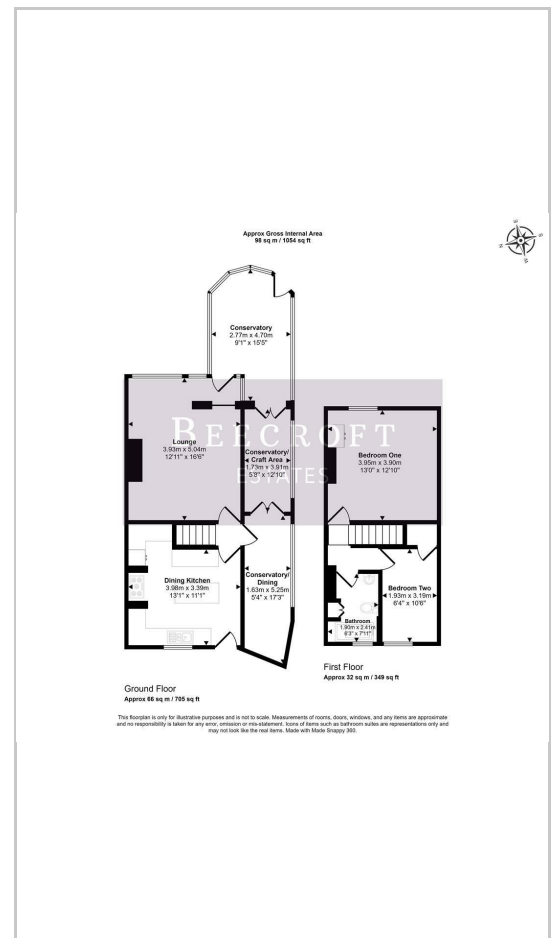 Approx Gross Internal Area
98 sq m / 1054 sq ft
Conservatory
2.77m x 4.70m
9'1" x 15'5"
BEECROFT
ESTATES
Lounge
3.93m x 5.04m
12'11" x 16'6"
Conservatory/
Craft Area
1.73m x 3.91m
5'8" x 12'10"
Bedroom One
3.95m x 3.90m
13'0" x 12'10"
Dining Kitchen
3.98m x 3.39m
13'1" x 11'1"
Conservatory/
Dining
1.63m x 5.25m
5'4" x 17'3"
Bedroom Two
1.93m x 3.19m
6'4" x 10'6"
Bathroom
1.90m x 2.41m
6'3" x 7'11"
Ground Floor
Approx 66 sq m / 705 sq ft
First Floor
Approx 32 sq m / 349 sq ft
This floorplan is only for illustrative purposes and is not to scale. Measurements of rooms, doors, windows, and any items are approximate
and no responsibility is taken for any error, omission or mis-statement. Icons of items such as bathroom suites are representations only and
may not look like the real items. Made with Made Snappy 360.